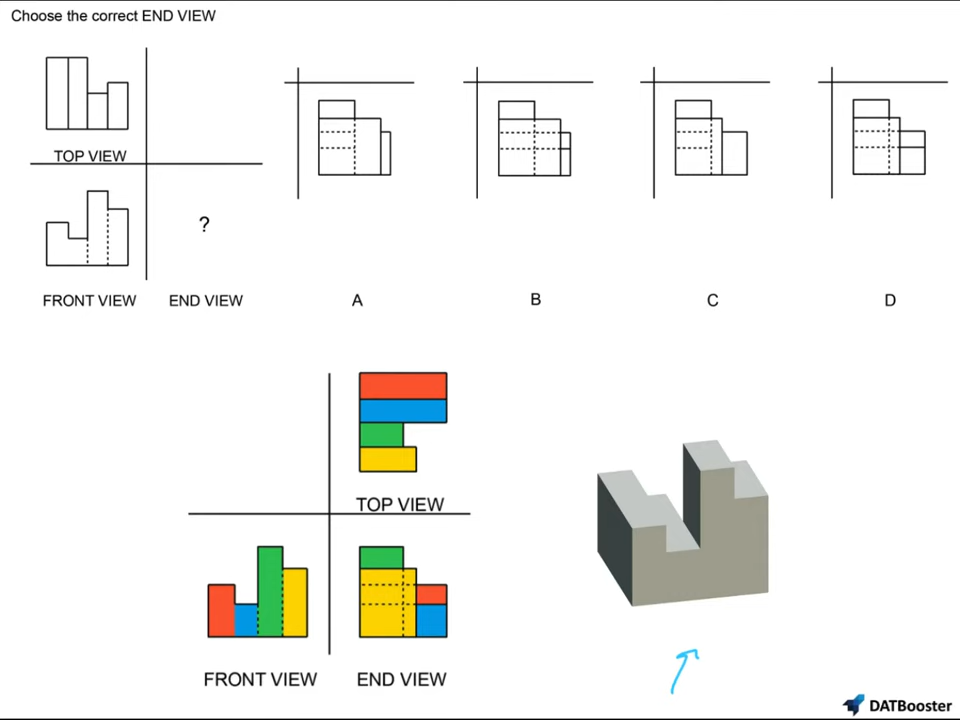 Choose the correct END VIEW
TOP VIEW
?
FRONT VIEW
END VIEW
A
B
C
D
TOP VIEW
FRONT VIEW
END VIEW
DATBooster